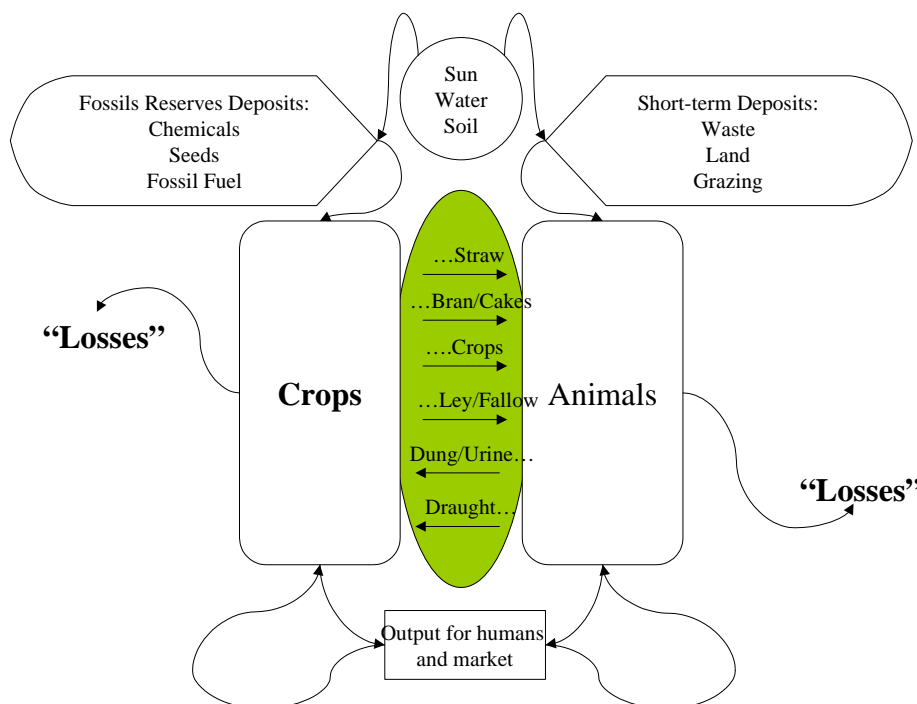 Sun
Water
Soil
Fossils Reserves Deposits:
Chemicals
Seeds
Fossil Fuel
Short-term Deposits:
Waste
Land
Grazing
…Straw
…Bran/Cakes
….Crops
…Ley/Fallow
Dung/Urine…
Draught…
“Losses”
Crops
Animals
“Losses”
Output for humans
and market